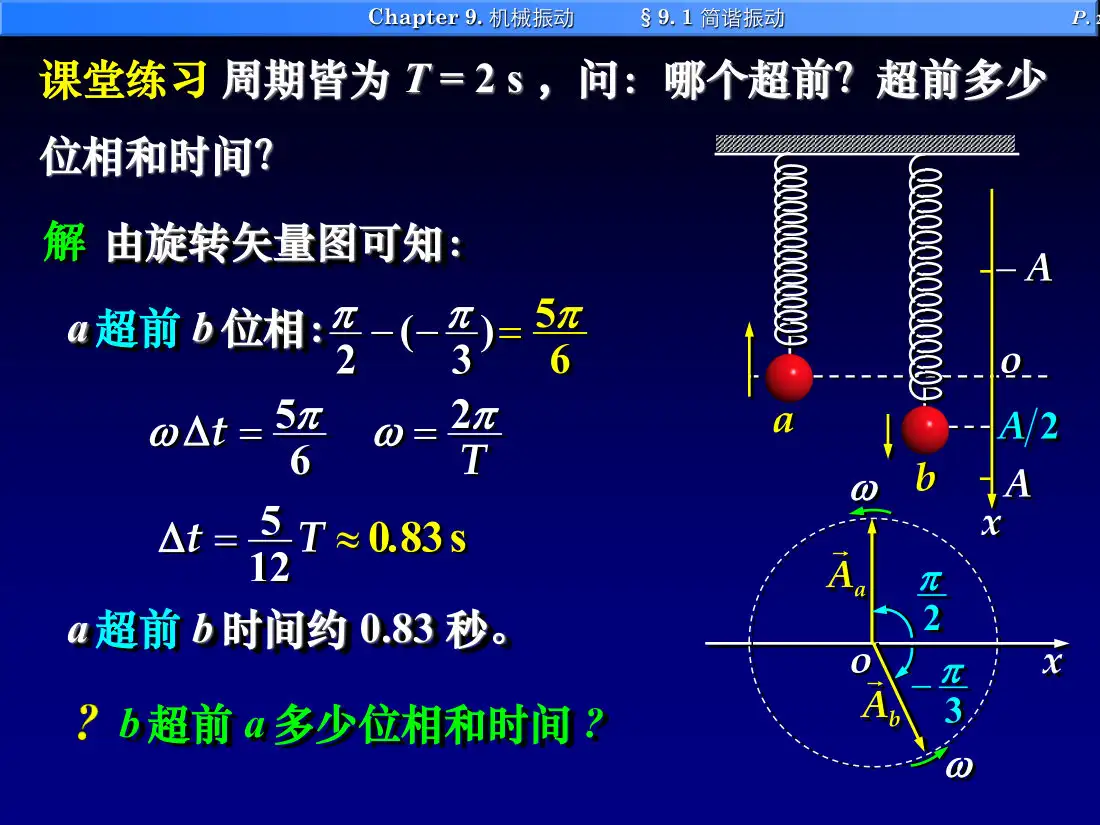 Chapter 9. 机械振动 §9. 1 简谐振动 P.
课堂练习 周期皆为 T = 2 s ，问：哪个超前？超前多少
位相和时间？
解 由旋转矢量图可知：
a 超前 b 位相：π/2 − (− π/3) = 5π/6
ωΔt = 5π/6 ω = 2π/T
Δt = 5/12 T ≈ 0.83 s
a 超前 b 时间约 0.83 秒。
? b 超前 a 多少位相和时间？
− A
o
A/2
A
x
a
b
ω
A⃗a
π/2
o
x
A⃗b
− π/3
ω